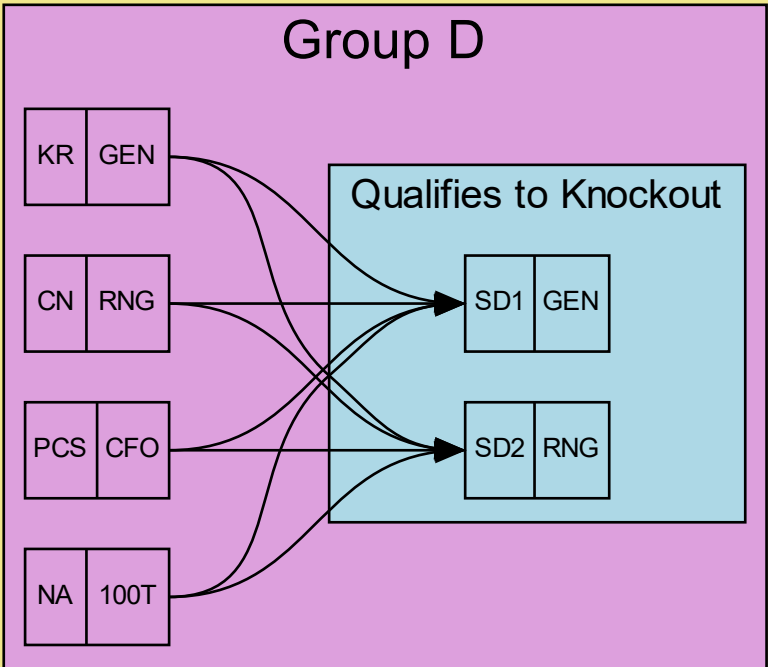 Group D
KR GEN
Qualifies to Knockout
CN RNG
SD1 GEN
PCS CFO
SD2 RNG
NA 100T